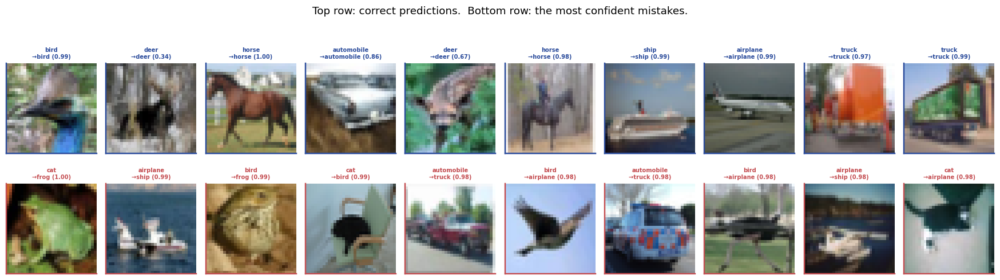 Top row: correct predictions.  Bottom row: the most confident mistakes.
bird
→bird (0.99)
deer
→deer (0.34)
horse
→horse (1.00)
automobile
→automobile (0.86)
deer
→deer (0.67)
horse
→horse (0.98)
ship
→ship (0.99)
airplane
→airplane (0.99)
truck
→truck (0.97)
truck
→truck (0.99)
cat
→frog (1.00)
airplane
→ship (0.99)
bird
→frog (0.99)
cat
→bird (0.99)
automobile
→truck (0.98)
bird
→airplane (0.98)
automobile
→truck (0.98)
bird
→airplane (0.98)
airplane
→ship (0.98)
cat
→airplane (0.98)